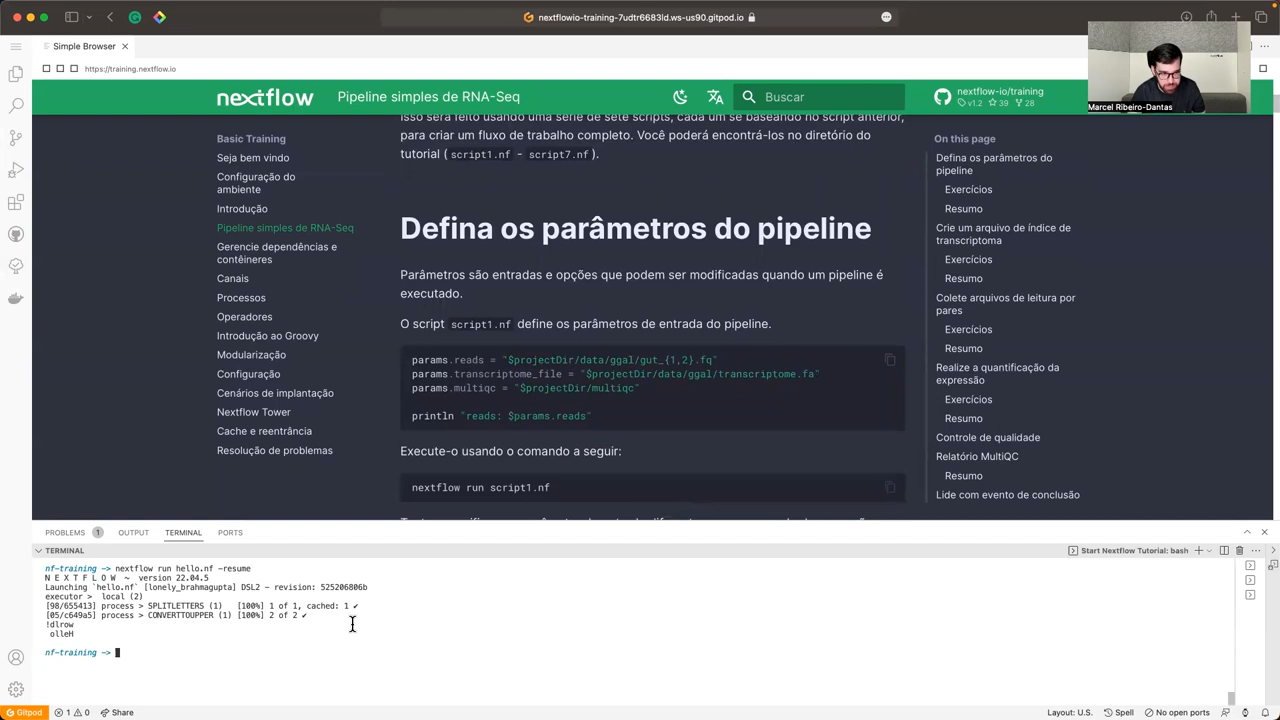 nextflowio-training-7udtr6683ld.ws-us90.gitpod.io
Simple Browser
https://training.nextflow.io
nextflow
Pipeline simples de RNA-Seq
Buscar
nextflow-io/training
v1.2 39 28
Marcel Ribeiro-Dantas
Basic Training
Seja bem vindo
Configuração do
ambiente
Introdução
Pipeline simples de RNA-Seq
Gerencie dependências e
contêineres
Canais
Processos
Operadores
Introdução ao Groovy
Modularização
Configuração
Cenários de implantação
Nextflow Tower
Cache e reentrância
Resolução de problemas
Isso será feito usando uma série de sete scripts, cada um se baseando no script anterior,
para criar um fluxo de trabalho completo. Você poderá encontrá-los no diretório do
tutorial ( script1.nf - script7.nf ).
Defina os parâmetros do pipeline
Parâmetros são entradas e opções que podem ser modificadas quando um pipeline é
executado.
O script script1.nf define os parâmetros de entrada do pipeline.
params.reads = "$projectDir/data/ggal/gut_{1,2}.fq"
params.transcriptome_file = "$projectDir/data/ggal/transcriptome.fa"
params.multiqc = "$projectDir/multiqc"
println "reads: $params.reads"
Execute-o usando o comando a seguir:
nextflow run script1.nf
On this page
Defina os parâmetros do
pipeline
Exercícios
Resumo
Crie um arquivo de índice de
transcriptoma
Exercícios
Resumo
Colete arquivos de leitura por
pares
Exercícios
Resumo
Realize a quantificação da
expressão
Exercícios
Resumo
Controle de qualidade
Relatório MultiQC
Resumo
Lide com evento de conclusão
PROBLEMS 1 OUTPUT TERMINAL PORTS
TERMINAL
Start Nextflow Tutorial: bash
nf-training -> nextflow run hello.nf -resume
N E X T F L O W ~ version 22.04.5
Launching `hello.nf` [lonely_brahmagupta] DSL2 - revision: 525206806b
executor > local (2)
[98/655413] process > SPLITLETTERS (1) [100%] 1 of 1, cached: 1 ✔
[05/c649a5] process > CONVERTTOUPPER (1) [100%] 2 of 2 ✔
!dlrow
olleH
nf-training ->
Gitpod 1 0 Share
Layout: U.S. Spell No open ports